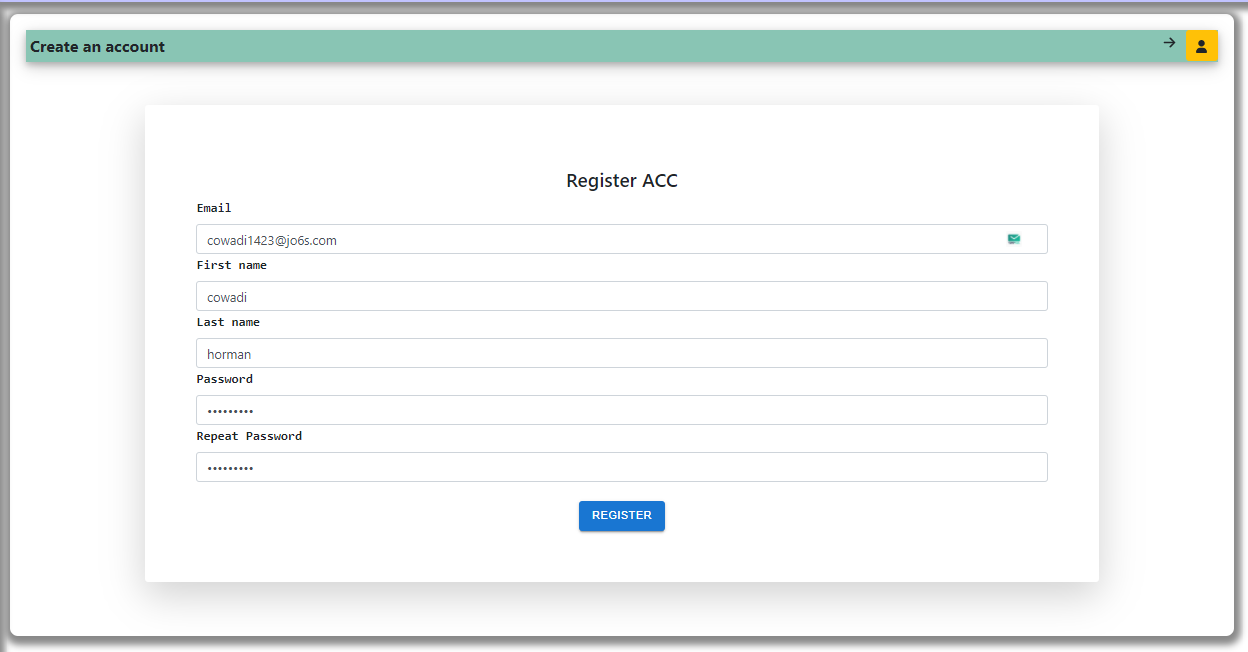 Create an account
Register ACC
Email
cowadi1423@jo6s.com
First name
cowadi
Last name
horman
Password
•••••••••
Repeat Password
•••••••••
REGISTER